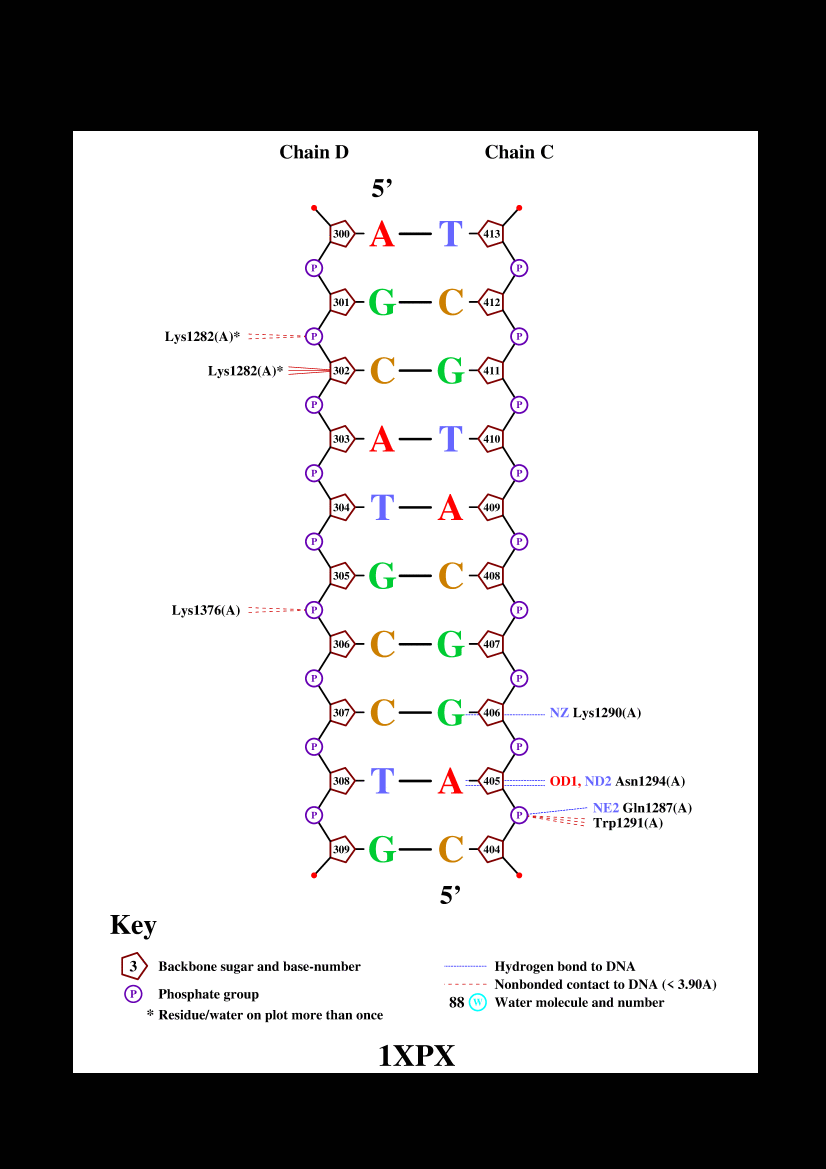 Chain D Chain C
5’
300 A T 413
P P
301 G C 412
Lys1282(A)* P P
Lys1282(A)* 302 C G 411
P P
303 A T 410
P P
304 T A 409
P P
305 G C 408
Lys1376(A) P P
306 C G 407
P P
307 C G 406 NZ Lys1290(A)
P P
308 T A 405 OD1, ND2 Asn1294(A)
NE2 Gln1287(A)
P P
Trp1291(A)
309 G C 404
5’
Key
3 Backbone sugar and base-number
P Phosphate group
* Residue/water on plot more than once
Hydrogen bond to DNA
Nonbonded contact to DNA (< 3.90A)
88 W Water molecule and number
1XPX